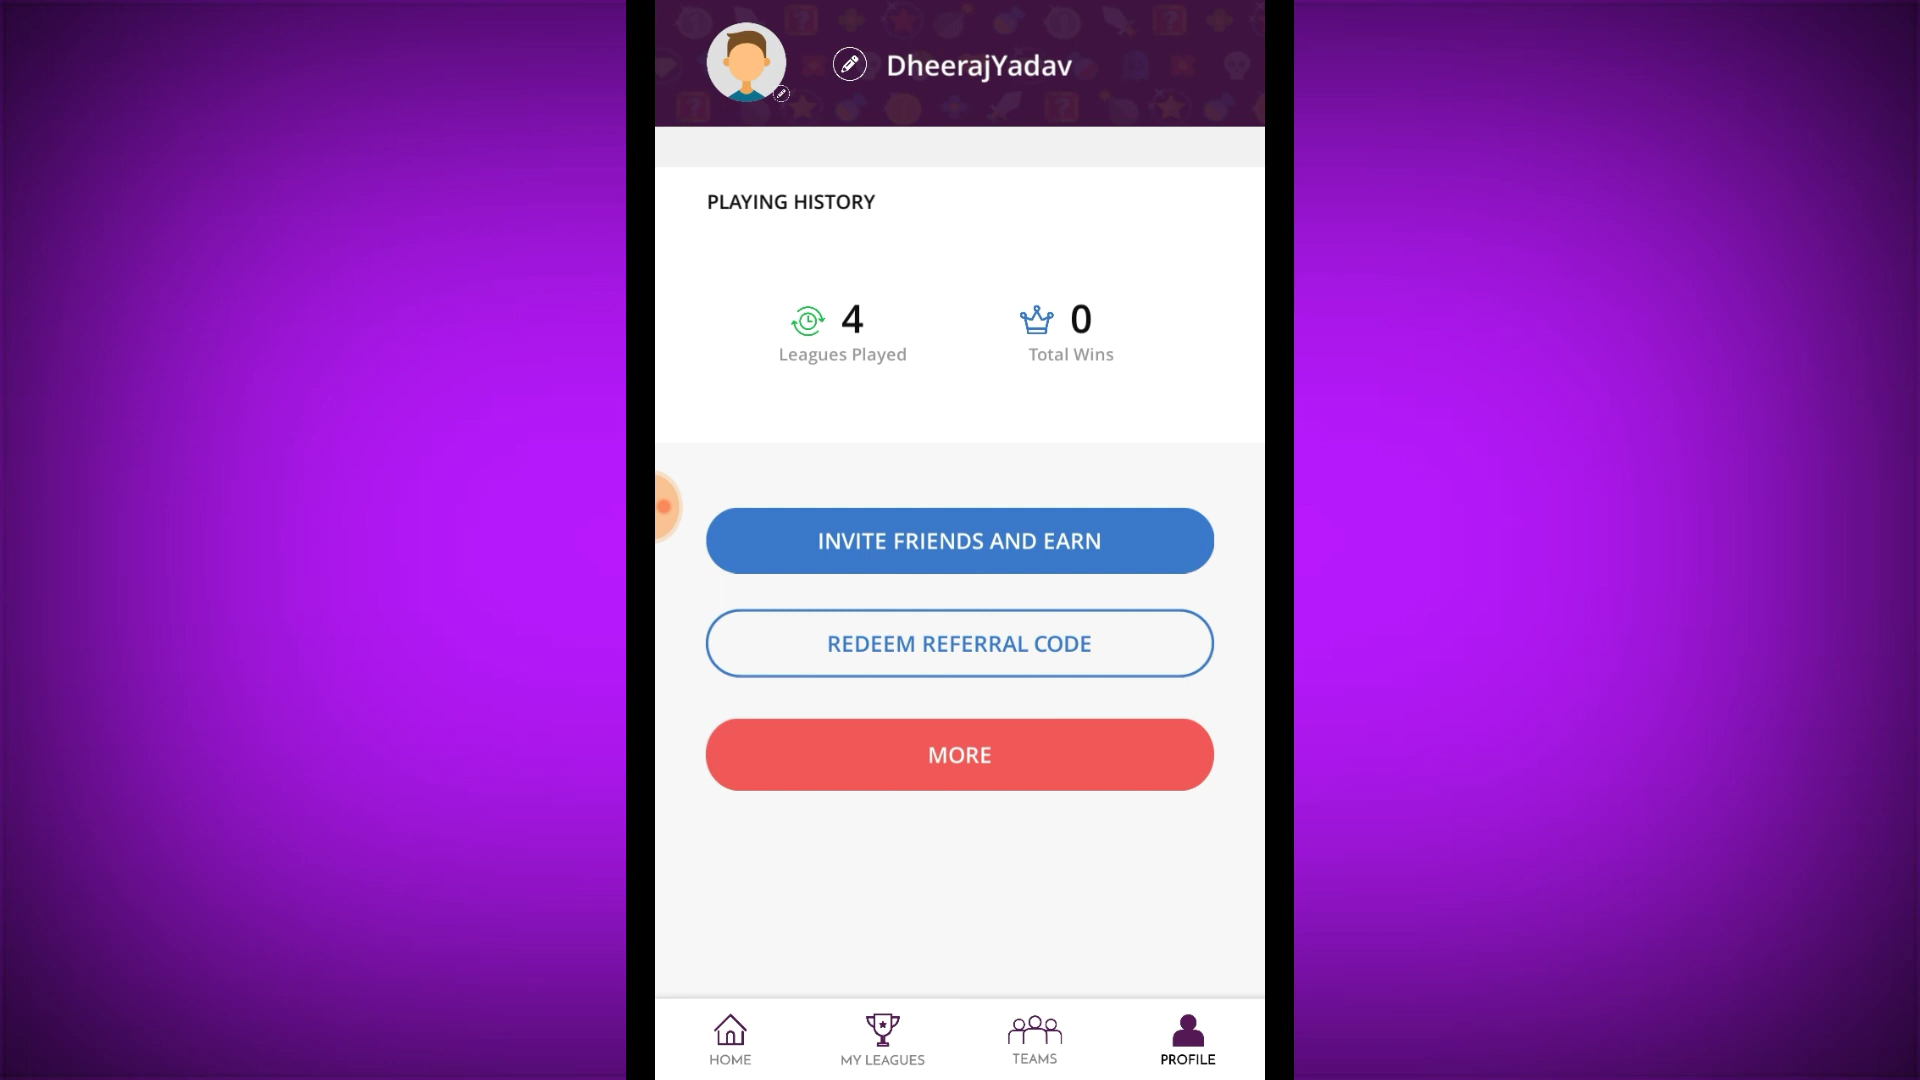 DheerajYadav
PLAYING HISTORY
4
Leagues Played
0
Total Wins
INVITE FRIENDS AND EARN
REDEEM REFERRAL CODE
MORE
HOME
MY LEAGUES
TEAMS
PROFILE